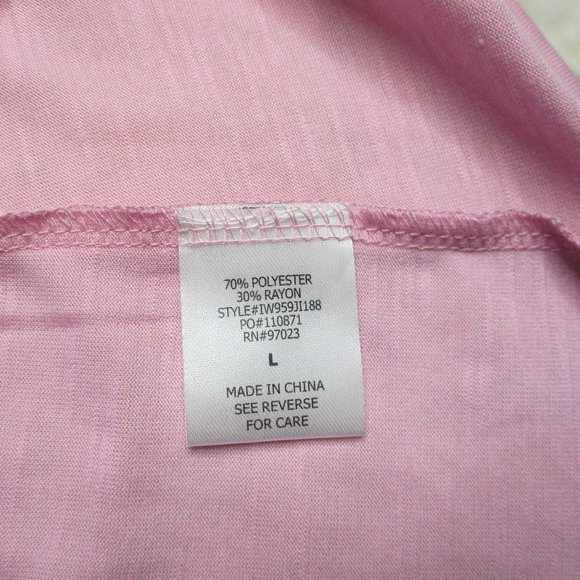 70% POLYESTER
30% RAYON
STYLE#IW959JI188
PO#110871
RN#97023
L
MADE IN CHINA
SEE REVERSE
FOR CARE